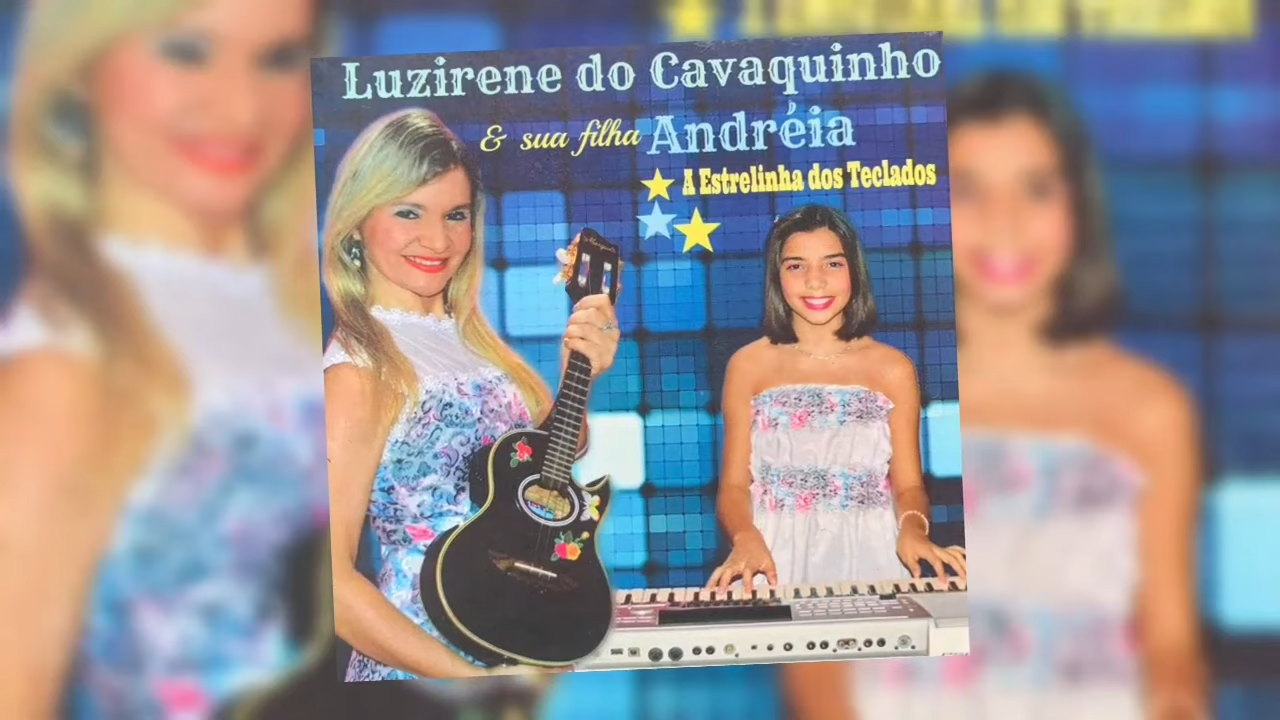 Luzirene do Cavaquinho
& sua filha Andréia
A Estrelinha dos Teclados